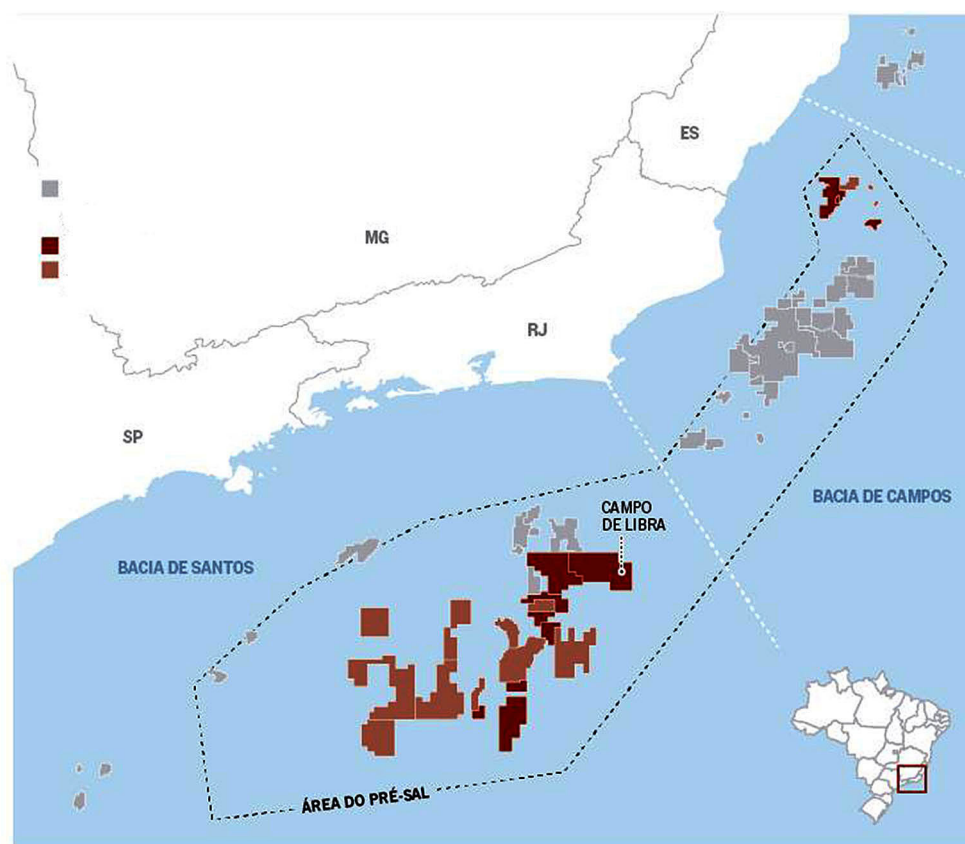 ES
MG
RJ
SP
BACIA DE CAMPOS
CAMPO
DE LIBRA
BACIA DE SANTOS
ÁREA DO PRÉ-SAL